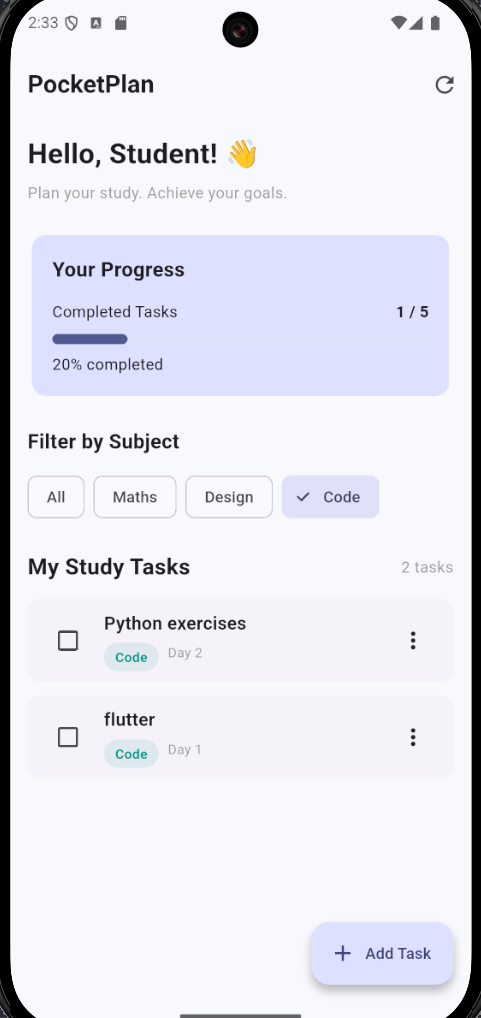 2:33
PocketPlan
Hello, Student! 👋
Plan your study. Achieve your goals.
Your Progress
Completed Tasks 1 / 5
20% completed
Filter by Subject
All Maths Design Code
My Study Tasks 2 tasks
Python exercises
Code Day 2
flutter
Code Day 1
Add Task